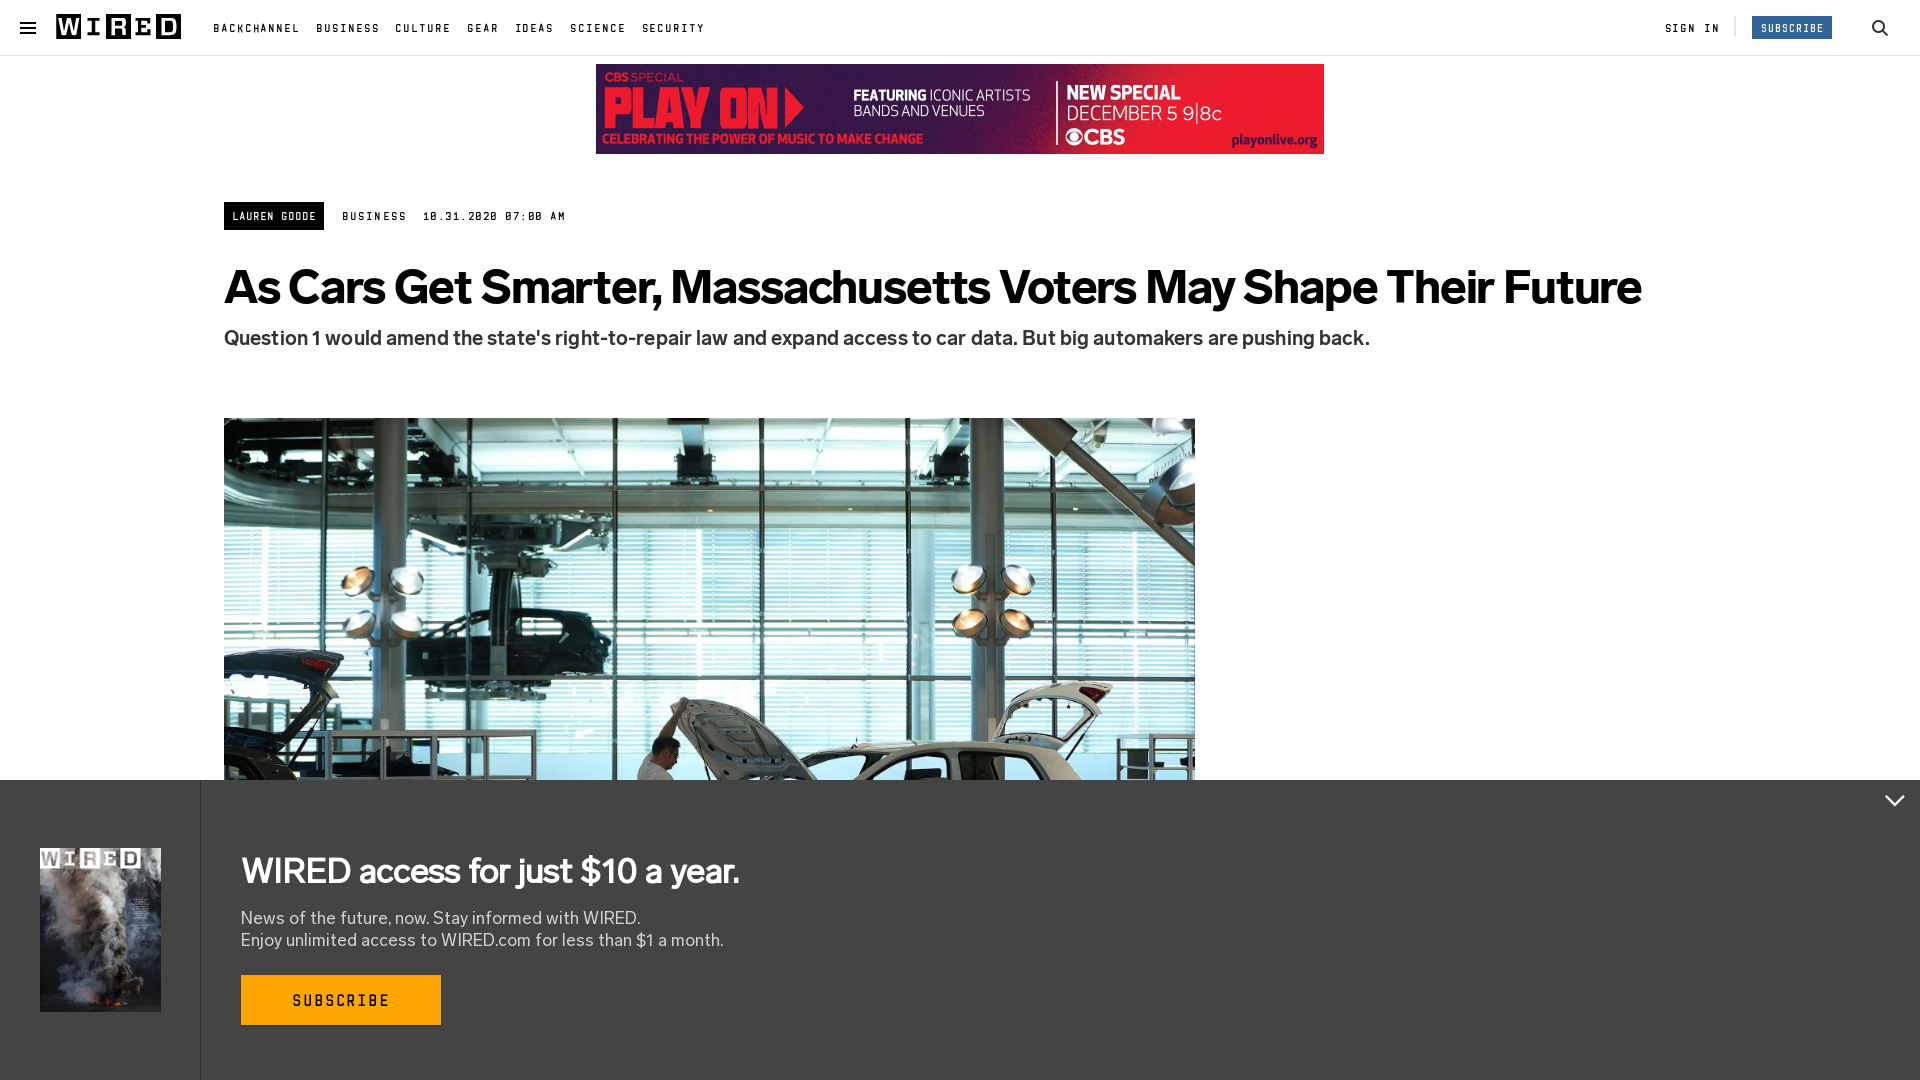 WIRED
BACKCHANNEL BUSINESS CULTURE GEAR IDEAS SCIENCE SECURITY
SIGN IN
SUBSCRIBE
CBS SPECIAL
PLAY ON
CELEBRATING THE POWER OF MUSIC TO MAKE CHANGE
FEATURING ICONIC ARTISTS
BANDS AND VENUES
NEW SPECIAL
DECEMBER 5 9|8c
CBS
playonlive.org
LAUREN GOODE BUSINESS 10.31.2020 07:00 AM
As Cars Get Smarter, Massachusetts Voters May Shape Their Future
Question 1 would amend the state's right-to-repair law and expand access to car data. But big automakers are pushing back.
WIRED
WIRED access for just $10 a year.
News of the future, now. Stay informed with WIRED.
Enjoy unlimited access to WIRED.com for less than $1 a month.
SUBSCRIBE